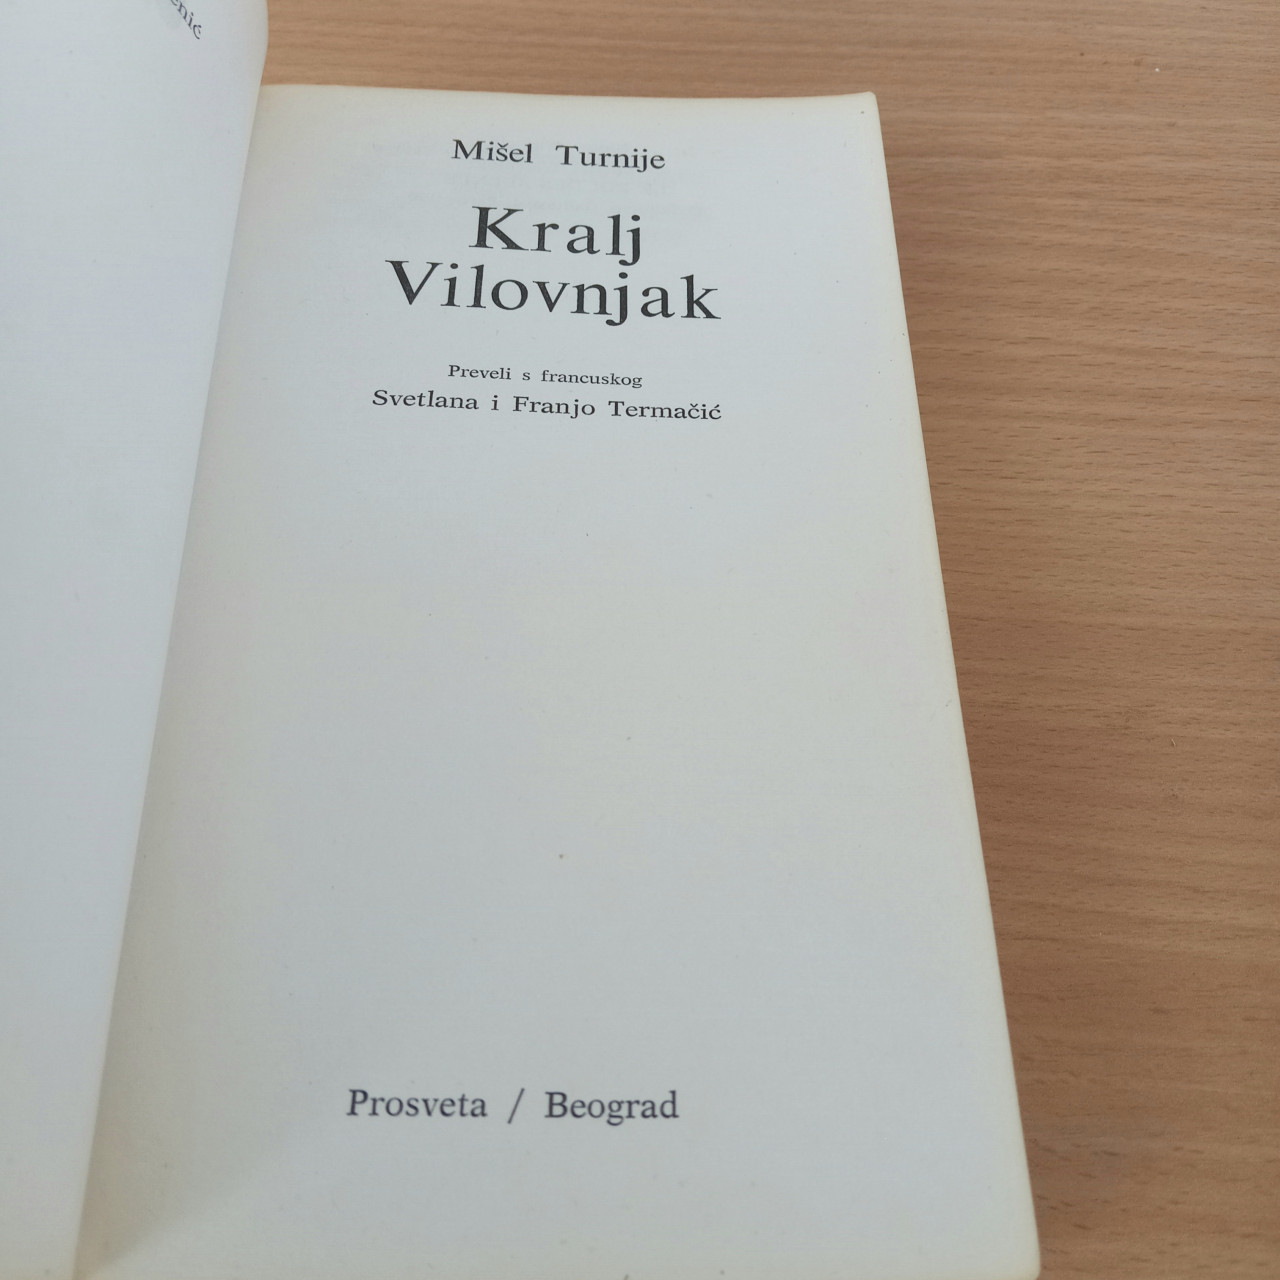 Mišel Turnije
Kralj
Vilovnjak
Preveli s francuskog
Svetlana i Franjo Termačić
Prosveta / Beograd